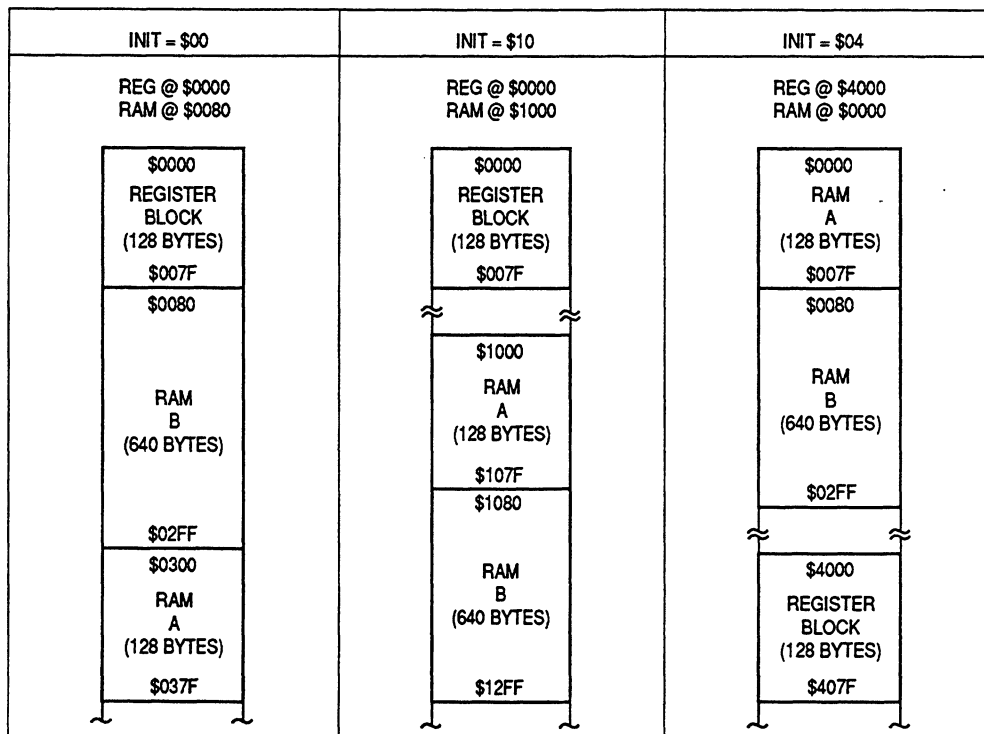 INIT = $00
REG @ $0000
RAM @ $0080
$0000
REGISTER
BLOCK
(128 BYTES)
$007F
$0080
RAM
B
(640 BYTES)
$02FF
$0300
RAM
A
(128 BYTES)
$037F
INIT = $10
REG @ $0000
RAM @ $1000
$0000
REGISTER
BLOCK
(128 BYTES)
$007F
$1000
RAM
A
(128 BYTES)
$107F
$1080
RAM
B
(640 BYTES)
$12FF
INIT = $04
REG @ $4000
RAM @ $0000
$0000
RAM
A
(128 BYTES)
$007F
$0080
RAM
B
(640 BYTES)
$02FF
$4000
REGISTER
BLOCK
(128 BYTES)
$407F